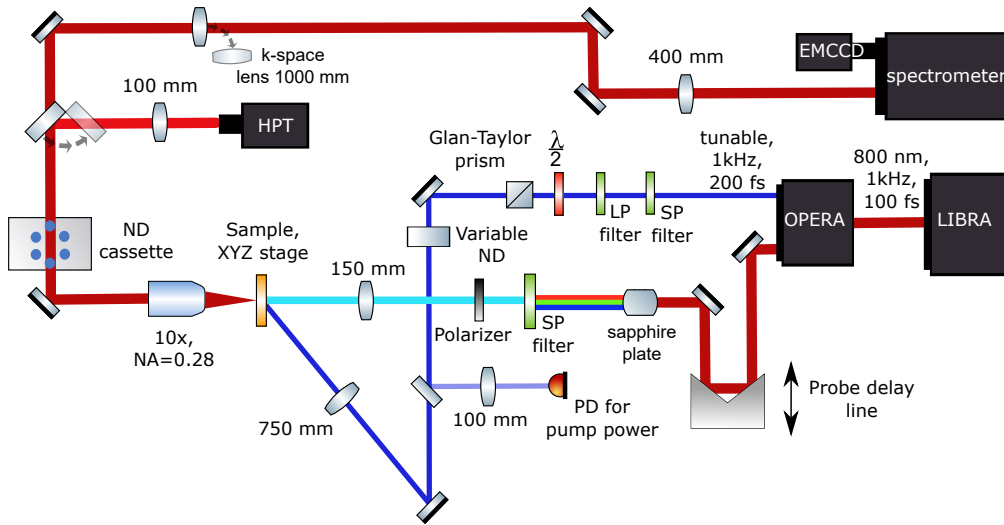 k-space
lens 1000 mm
400 mm
EMCCD
spectrometer
100 mm
HPT
Glan-Taylor
prism
λ
2
tunable,
1kHz,
200 fs
800 nm,
1kHz,
100 fs
LP
filter
SP
filter
OPERA
LIBRA
ND
cassette
Sample,
XYZ stage
Variable
ND
150 mm
10x,
NA=0.28
Polarizer
SP
filter
sapphire
plate
750 mm
100 mm
PD for
pump power
Probe delay
line